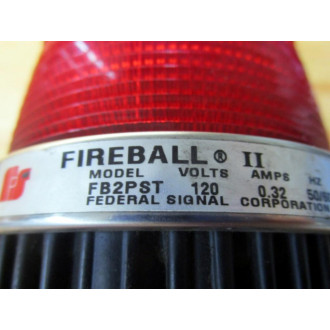 FIREBALL® II
MODEL VOLTS AMPS HZ
FB2PST 120 0.32 50/60
FEDERAL SIGNAL CORPORATION